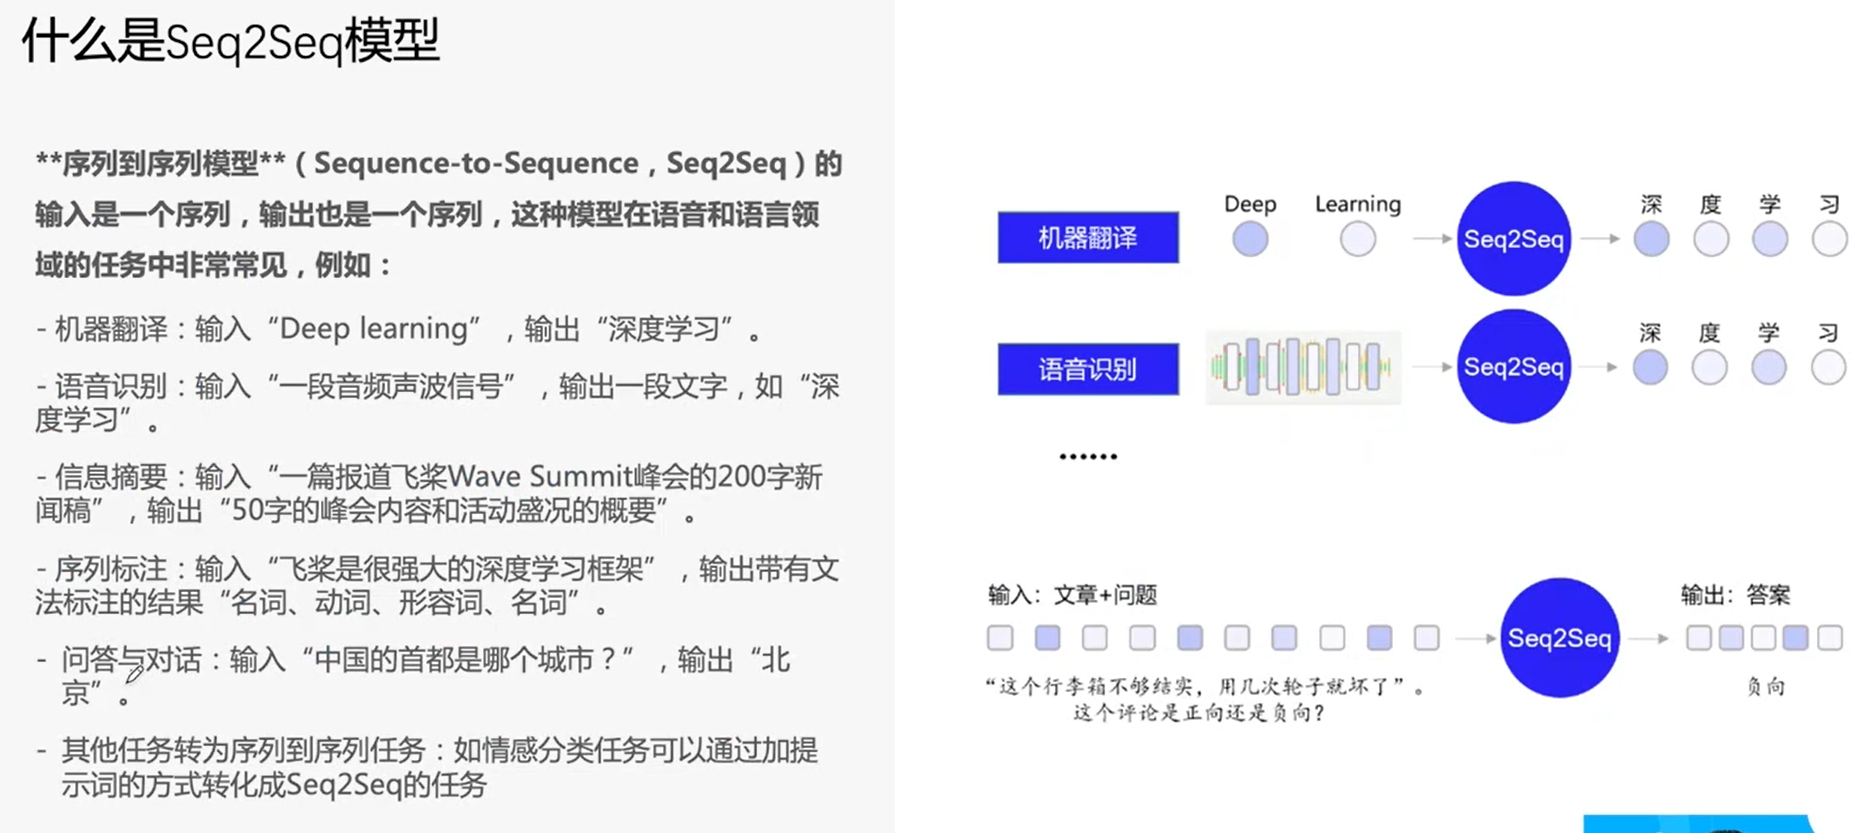 什么是Seq2Seq模型
**序列到序列模型**（Sequence-to-Sequence，Seq2Seq）的
输入是一个序列，输出也是一个序列，这种模型在语音和语言领
域的任务中非常常见，例如：
- 机器翻译：输入“Deep learning”，输出“深度学习”。
- 语音识别：输入“一段音频声波信号”，输出一段文字，如“深
度学习”。
- 信息摘要：输入“一篇报道飞桨Wave Summit峰会的200字新
闻稿”，输出“50字的峰会内容和活动盛况的概要”。
- 序列标注：输入“飞桨是很强大的深度学习框架”，输出带有文
法标注的结果“名词、动词、形容词、名词”。
- 问答与对话：输入“中国的首都是哪个城市？”，输出“北
京”。
- 其他任务转为序列到序列任务：如情感分类任务可以通过加提
示词的方式转化成Seq2Seq的任务
Deep Learning 深 度 学 习
机器翻译 Seq2Seq
深 度 学 习
语音识别 Seq2Seq
......
输入：文章+问题 输出：答案
Seq2Seq
“这个行李箱不够结实，用几次轮子就坏了”。 负向
这个评论是正向还是负向？